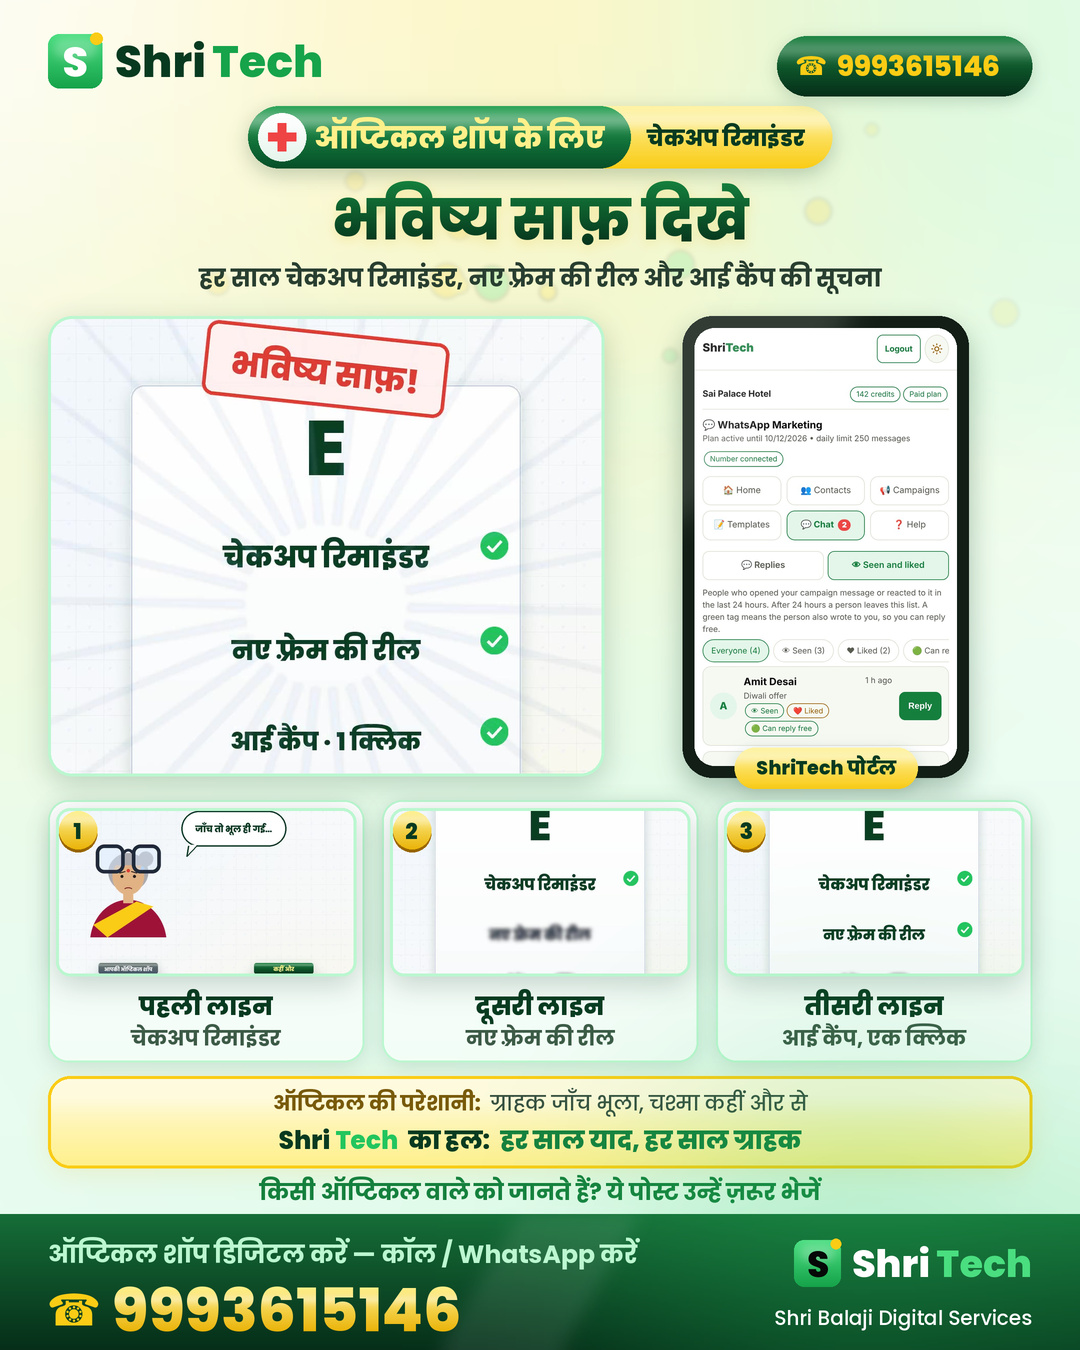 S Shri Tech
☎ 9993615146
ऑप्टिकल शॉप के लिए
चेकअप रिमाइंडर
भविष्य साफ़ दिखे
हर साल चेकअप रिमाइंडर, नए फ्रेम की रील और आई कैंप की सूचना
भविष्य साफ़!
E
चेकअप रिमाइंडर
नए फ्रेम की रील
आई कैंप · 1 क्लिक
ShriTech
Logout
Sai Palace Hotel
142 credits
Paid plan
WhatsApp Marketing
Plan active until 10/12/2026 • daily limit 250 messages
Number connected
Home
Contacts
Campaigns
Templates
Chat 2
Help
Replies
Seen and liked
People who opened your campaign message or reacted to it in
the last 24 hours. After 24 hours a person leaves this list. A
green tag means the person also wrote to you, so you can reply
free.
Everyone (4)
Seen (3)
Liked (2)
Can re
A
Amit Desai
1 h ago
Diwali offer
Seen
Liked
Can reply free
Reply
ShriTech पोर्टल
1
जाँच तो भूल ही गई...
आपकी ऑप्टिकल शॉप
कहीं और
पहली लाइन
चेकअप रिमाइंडर
2
E
चेकअप रिमाइंडर
नए फ्रेम की रील
दूसरी लाइन
नए फ्रेम की रील
3
E
चेकअप रिमाइंडर
नए फ्रेम की रील
तीसरी लाइन
आई कैंप, एक क्लिक
ऑप्टिकल की परेशानी: ग्राहक जाँच भूला, चश्मा कहीं और से
Shri Tech का हल: हर साल याद, हर साल ग्राहक
किसी ऑप्टिकल वाले को जानते हैं? ये पोस्ट उन्हें ज़रूर भेजें
ऑप्टिकल शॉप डिजिटल करें — कॉल / WhatsApp करें
☎ 9993615146
S Shri Tech
Shri Balaji Digital Services